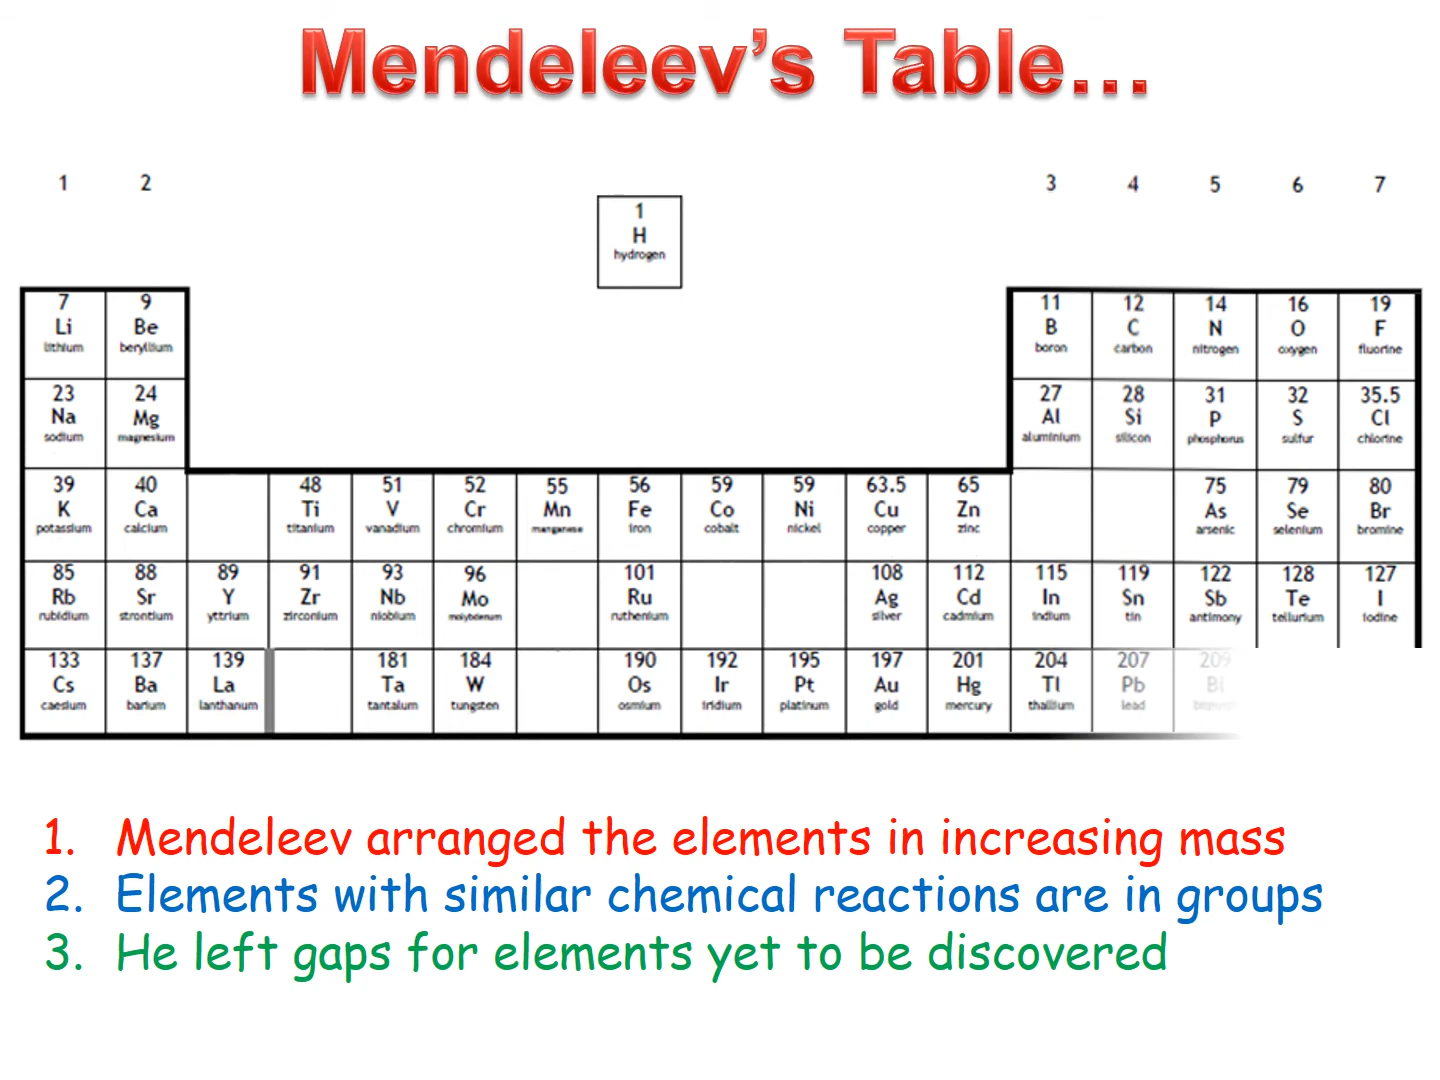 Mendeleev's Table...
1 2 3 4 5 6 7
1
H
hydrogen
7 9 11 12 14 16 19
Li Be B C N O F
lithium beryllium boron carbon nitrogen oxygen fluorine
23 24 27 28 31 32 35.5
Na Mg Al Si P S Cl
sodium magnesium aluminium silicon phosphorus sulfur chlorine
39 40 48 51 52 55 56 59 59 63.5 65 75 79 80
K Ca Ti V Cr Mn Fe Co Ni Cu Zn As Se Br
potassium calcium titanium vanadium chromium manganese iron cobalt nickel copper zinc arsenic selenium bromine
85 88 89 91 93 96 101 108 112 115 119 122 128 127
Rb Sr Y Zr Nb Mo Ru Ag Cd In Sn Sb Te I
rubidium strontium yttrium zirconium niobium molybdenum ruthenium silver cadmium indium tin antimony tellurium iodine
133 137 139 181 184 190 192 195 197 201 204 207 209
Cs Ba La Ta W Os Ir Pt Au Hg Tl Pb Bi
caesium barium lanthanum tantalum tungsten osmium iridium platinum gold mercury thallium lead
1. Mendeleev arranged the elements in increasing mass
2. Elements with similar chemical reactions are in groups
3. He left gaps for elements yet to be discovered